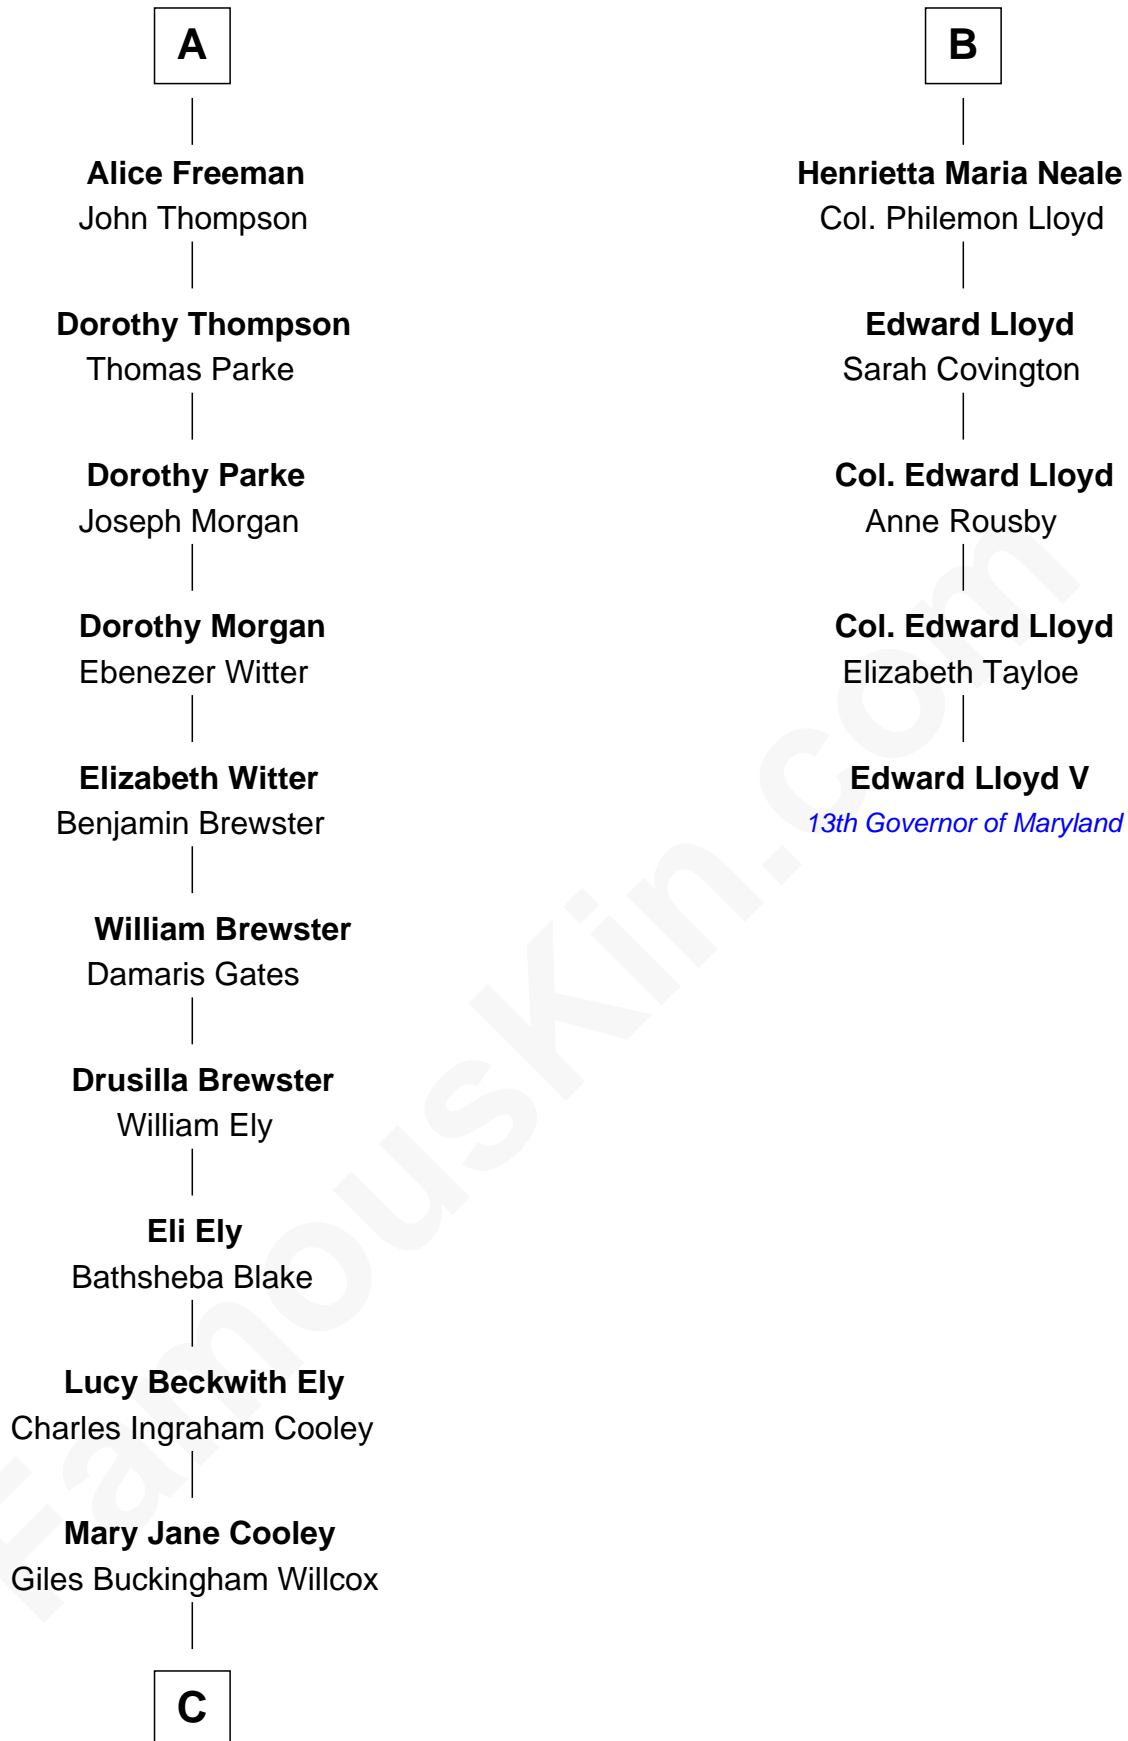 A
Alice Freeman
John Thompson
Dorothy Thompson
Thomas Parke
Dorothy Parke
Joseph Morgan
Dorothy Morgan
Ebenezer Witter
Elizabeth Witter
Benjamin Brewster
William Brewster
Damaris Gates
Drusilla Brewster
William Ely
Eli Ely
Bathsheba Blake
Lucy Beckwith Ely
Charles Ingraham Cooley
Mary Jane Cooley
Giles Buckingham Willcox
C
B
Henrietta Maria Neale
Col. Philemon Lloyd
Edward Lloyd
Sarah Covington
Col. Edward Lloyd
Anne Rousby
Col. Edward Lloyd
Elizabeth Tayloe
Edward Lloyd V
13th Governor of Maryland
FamousKin.com